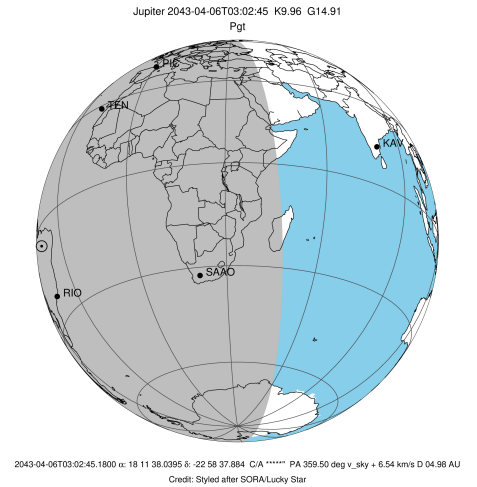 Jupiter 2043-04-06T03:02:45 K9.96 G14.91
Pgt
PIC
TEN
KAV
SAAO
RIO
2043-04-06T03:02:45.1800 α: 18 11 38.0395 δ: -22 58 37.884 C/A *****" PA 359.50 deg v_sky + 6.54 km/s D 04.98 AU
Credit: Styled after SORA/Lucky Star